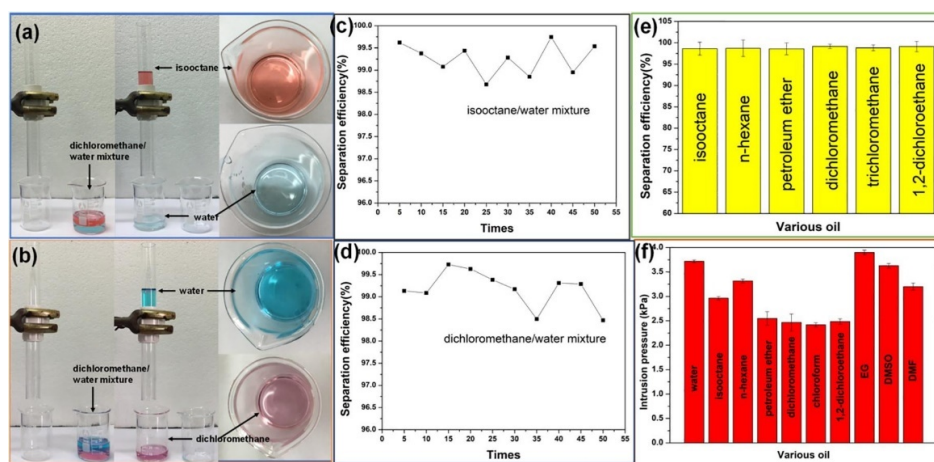 (a)
isooctane
dichloromethane/
water mixture
water
(b)
water
dichloromethane/
water mixture
dichloromethane
(c)
Separation efficiency(%)
100.0
99.5
99.0
98.5
98.0
97.5
97.0
96.5
96.0
isooctane/water mixture
0 5 10 15 20 25 30 35 40 45 50 55
Times
(d)
Separation efficiency(%)
100.0
99.5
99.0
98.5
98.0
97.5
97.0
96.5
96.0
dichloromethane/water mixture
0 5 10 15 20 25 30 35 40 45 50 55
Times
(e)
Separation efficiency(%)
105
100
95
90
85
80
75
70
65
60
isooctane
n-hexane
petroleum ether
dichloromethane
trichloromethane
1,2-dichloroethane
Various oil
(f)
Intrusion pressure (kPa)
4.0
3.5
3.0
2.5
2.0
1.5
1.0
0.5
0.0
water
isooctane
n-hexane
petroleum ether
dichloromethane
chloroform
1,2-dichloroethane
EG
DMSO
DMF
Various oil